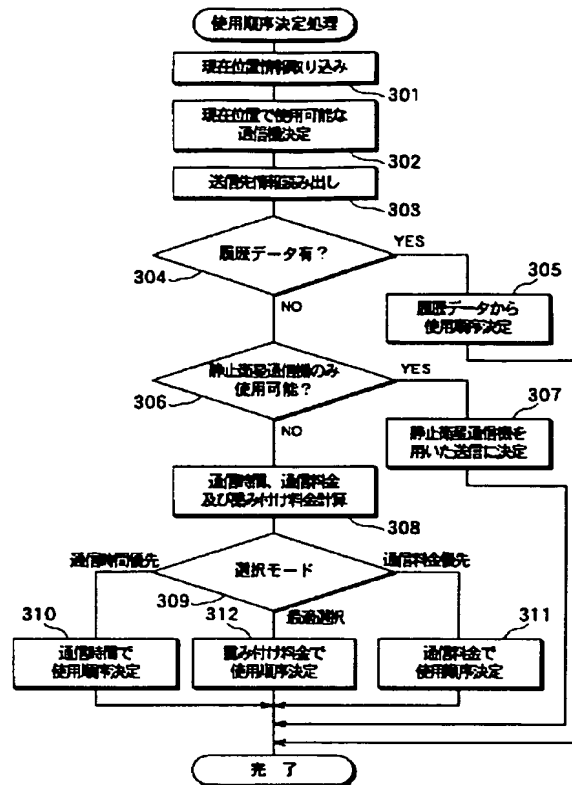 使用順序決定処理
現在位置情報取り込み
301
現在位置で使用可能な
通信機決定
302
送信先情報読み出し
303
履歴データ有?
YES
304
NO
305
履歴データから
使用順序決定
静止衛星通信機のみ
使用可能?
YES
306
NO
307
静止衛星通信機を
用いた送信に決定
通信時間、通信料金
及び重み付け料金計算
308
通信時間優先
選択モード
通信料金優先
309
最適選択
310
通信時間で
使用順序決定
312
重み付け料金で
使用順序決定
311
通信料金で
使用順序決定
完 了